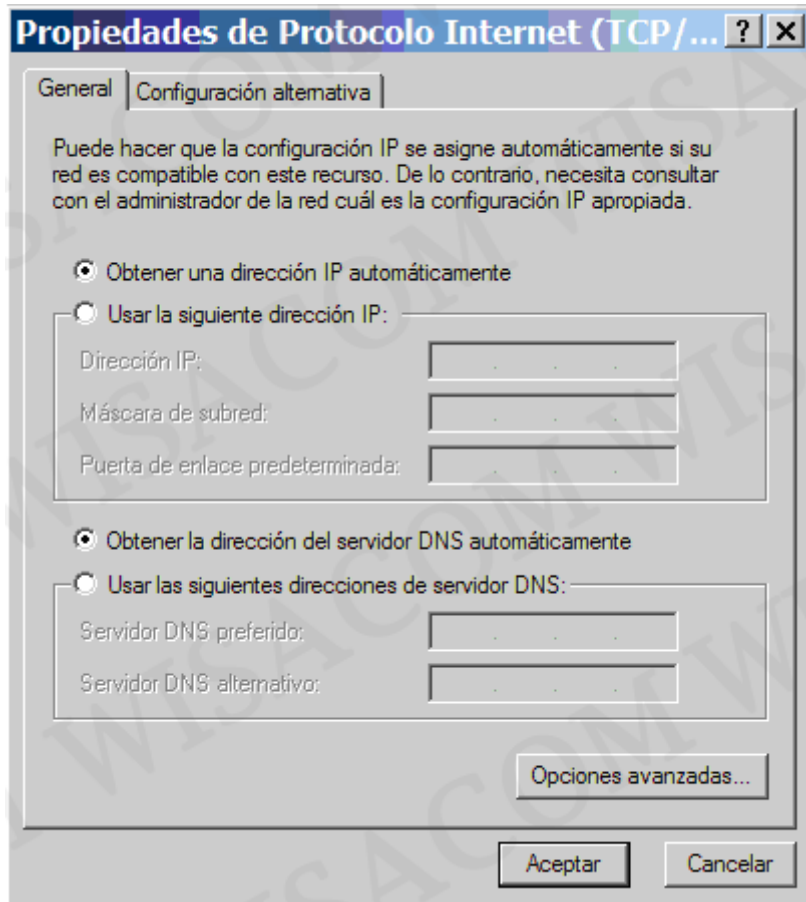 Propiedades de Protocolo Internet (TCP/... ? X
General Configuración alternativa
Puede hacer que la configuración IP se asigne automáticamente si su
red es compatible con este recurso. De lo contrario, necesita consultar
con el administrador de la red cuál es la configuración IP apropiada.
Obtener una dirección IP automáticamente
Usar la siguiente dirección IP:
Dirección IP:
Máscara de subred:
Puerta de enlace predeterminada:
Obtener la dirección del servidor DNS automáticamente
Usar las siguientes direcciones de servidor DNS:
Servidor DNS preferido:
Servidor DNS alternativo:
Opciones avanzadas...
Aceptar Cancelar
WISACOM WISACOM WISACOM